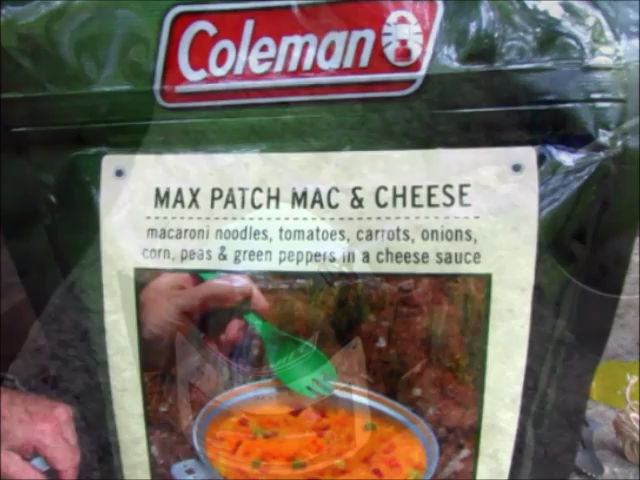 Coleman
MAX PATCH MAC & CHEESE
macaroni noodles, tomatoes, carrots, onions,
corn, peas & green peppers in a cheese sauce